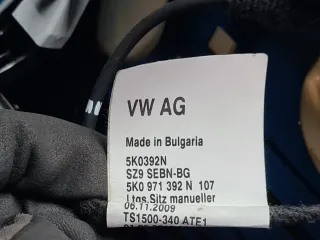 VW AG
Made in Bulgaria
5K0392N
SZ9 SEBN-BG
5K0 971 392 N 107
Ltgs.Sitz manueller
06.11.2009
TS1500-340 ATE1